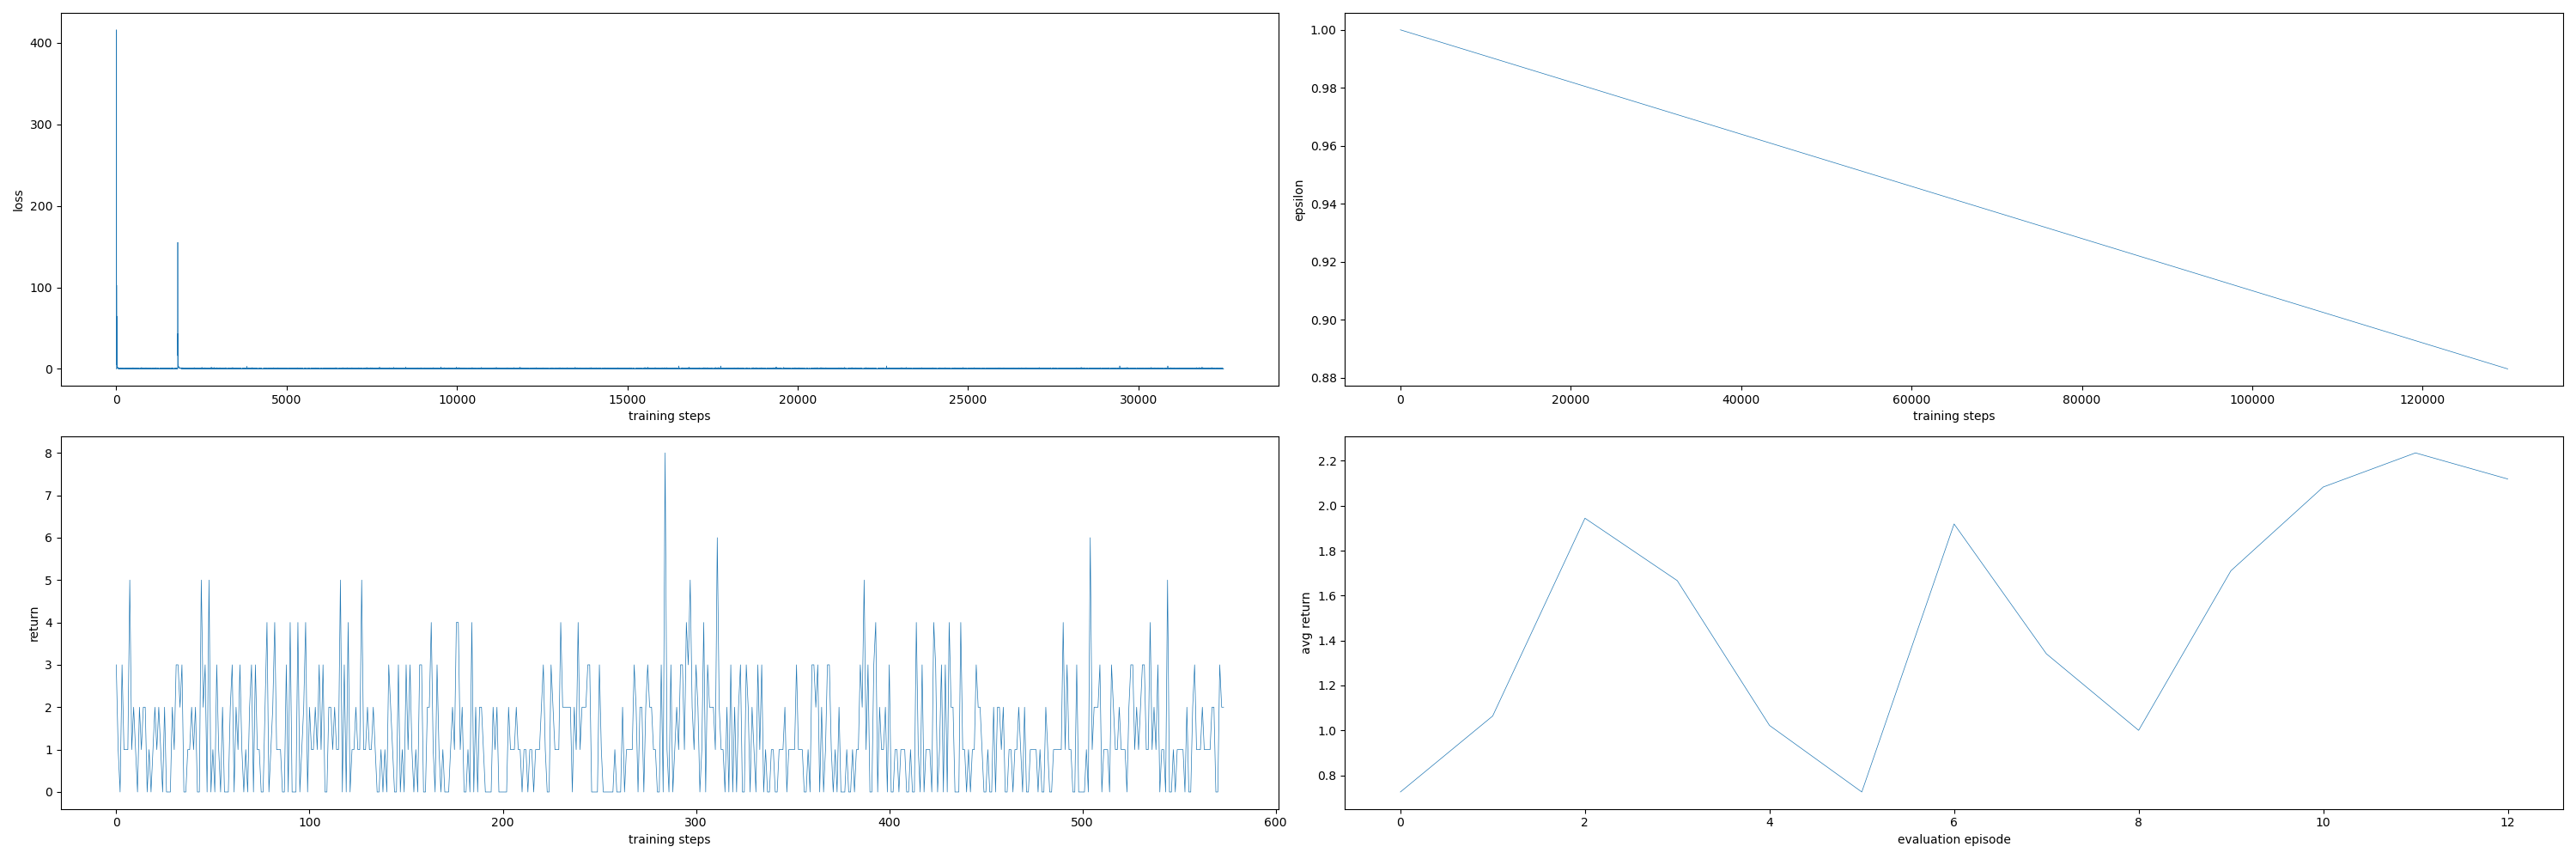 400
300
200
100
0
loss
0 5000 10000 15000 20000 25000 30000
training steps
1.00
0.98
0.96
0.94
0.92
0.90
0.88
epsilon
0 20000 40000 60000 80000 100000 120000
training steps
8
7
6
5
4
3
2
1
0
return
0 100 200 300 400 500 600
training steps
2.2
2.0
1.8
1.6
1.4
1.2
1.0
0.8
avg return
0 2 4 6 8 10 12
evaluation episode